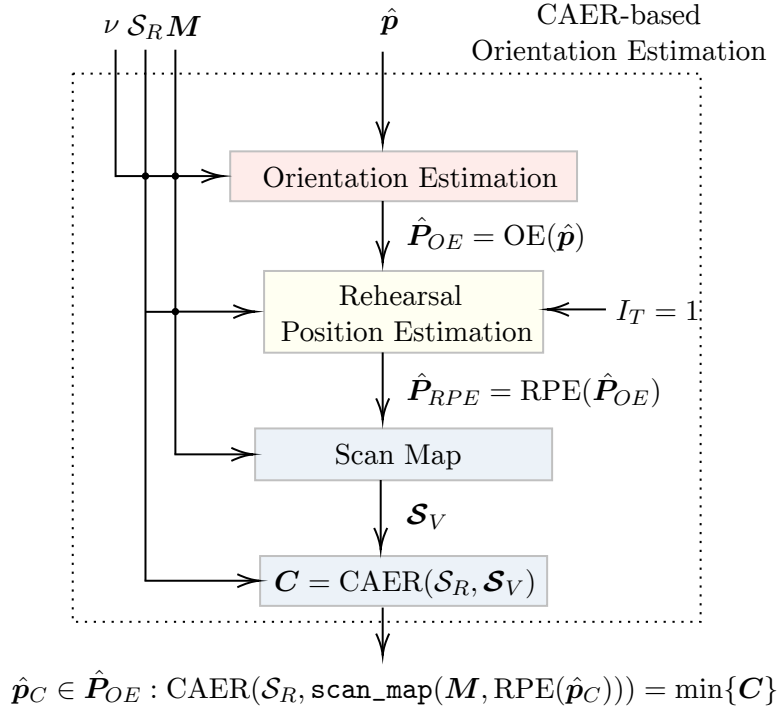 CAER-based
Orientation Estimation
ν 𝒮_R 𝑴
p̂
Orientation Estimation
P̂_OE = OE(p̂)
Rehearsal
Position Estimation
I_T = 1
P̂_RPE = RPE(P̂_OE)
Scan Map
𝓢_V
C = CAER(𝒮_R, 𝓢_V)
p̂_C ∈ P̂_OE : CAER(𝒮_R, scan_map(M, RPE(p̂_C))) = min{C}